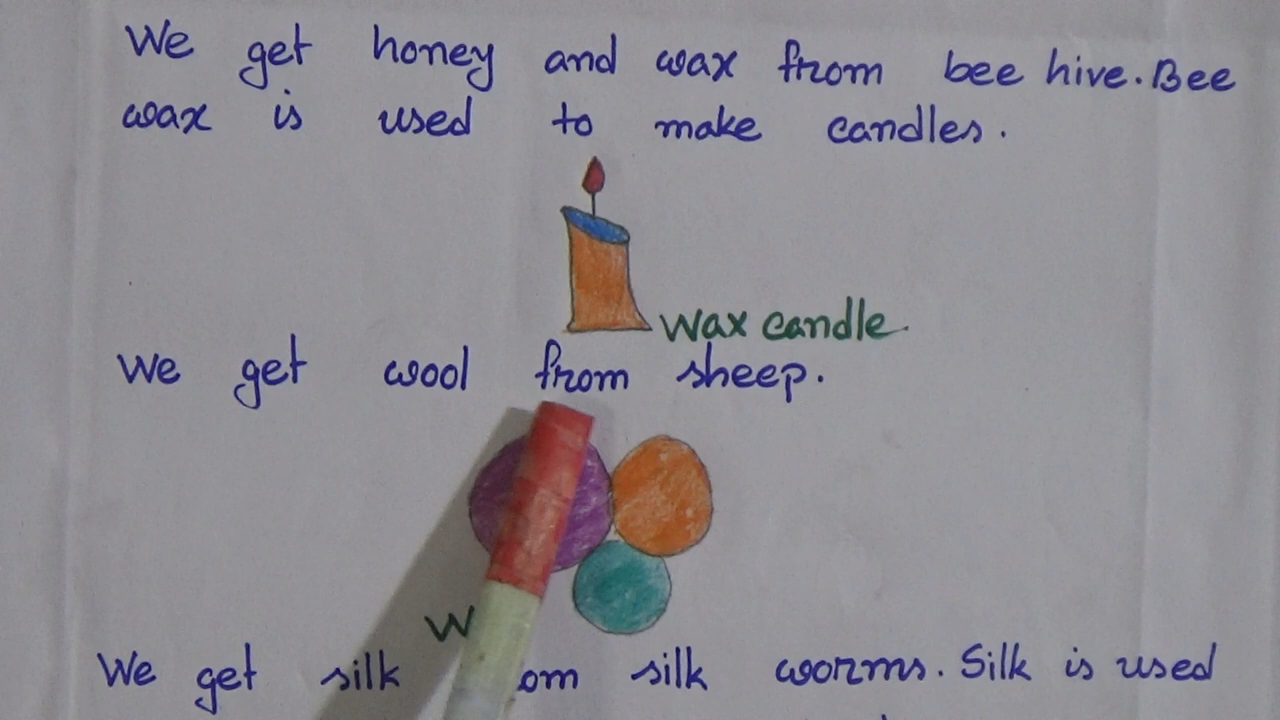 We get honey and wax from bee hive. Bee
wax is used to make candles.
Wax candle.
We get wool from sheep.
We get silk silk worms. Silk is used